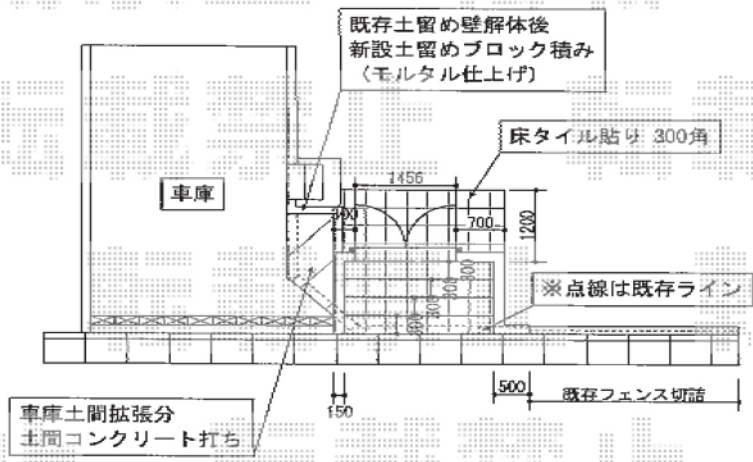 既存土留め壁解体後
新設土留めブロック積み
(モルタル仕上げ)
床タイル貼り 300角
車庫
1456
300
700
1200
300
300
300
300
※点線は既存ライン
500
既存フェンス切詰
150
車庫土間拡張分
土間コンクリート打ち